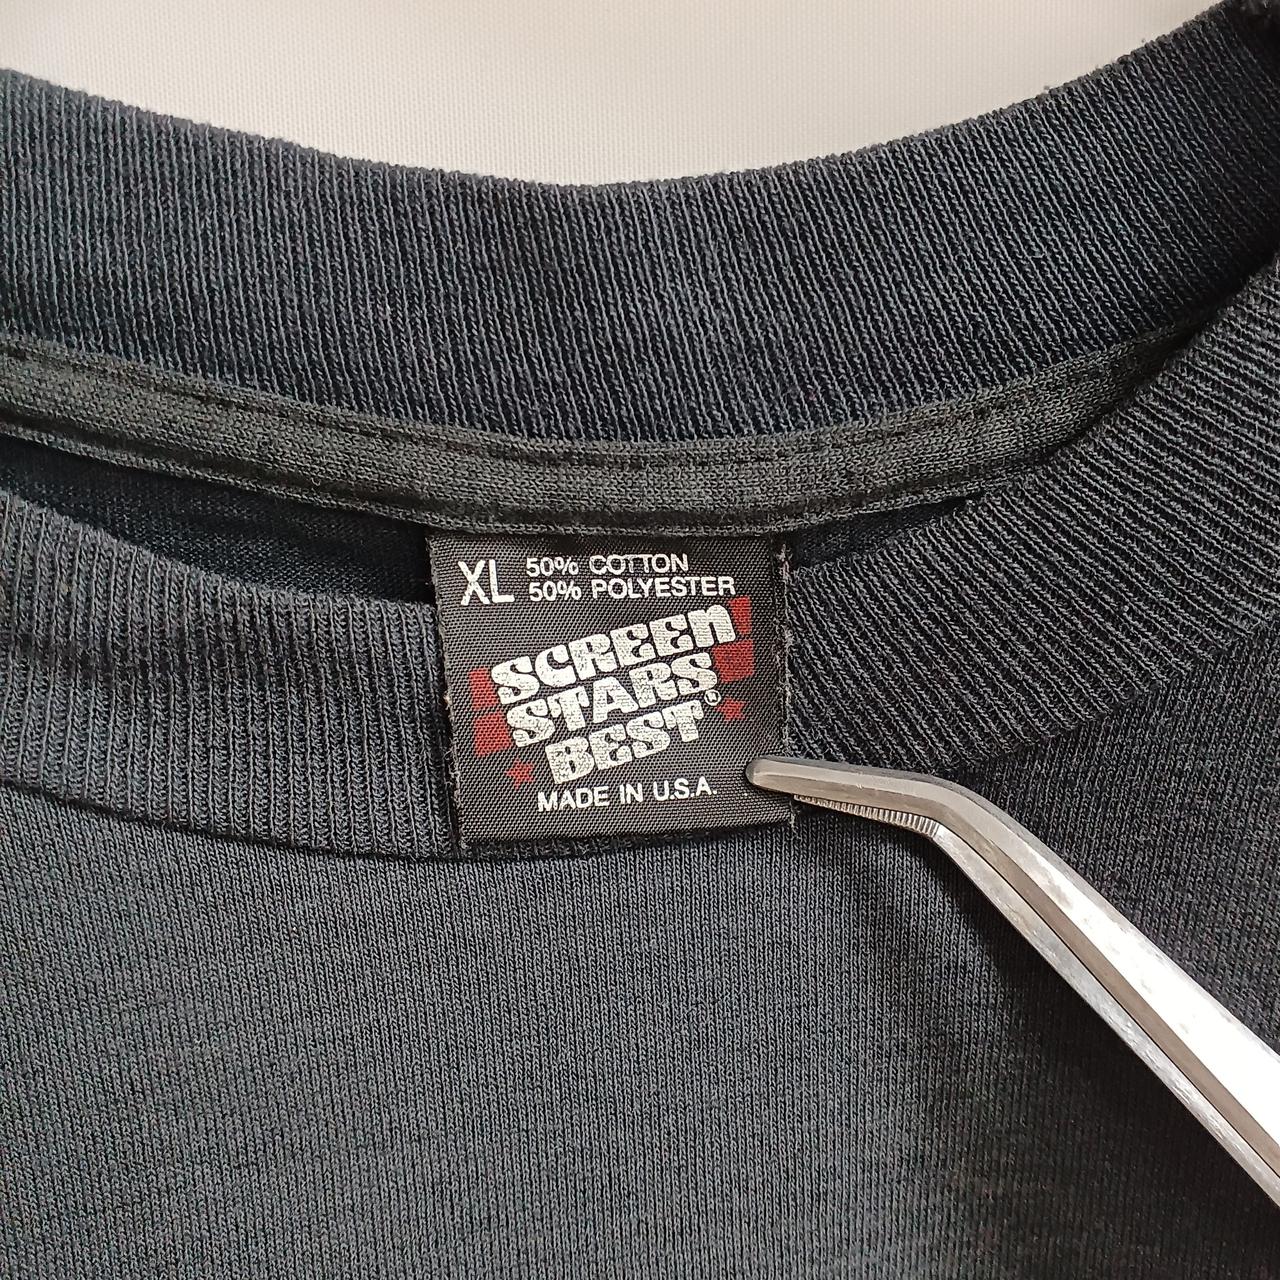 XL 50% COTTON
50% POLYESTER
SCREEN
STARS
BEST®
MADE IN U.S.A.